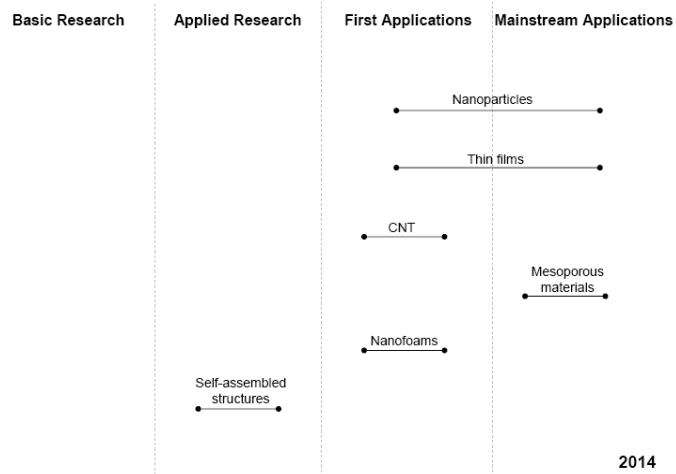 Basic Research
Applied Research
First Applications
Mainstream Applications
Nanoparticles
Thin films
CNT
Mesoporous
materials
Nanofoams
Self-assembled
structures
2014